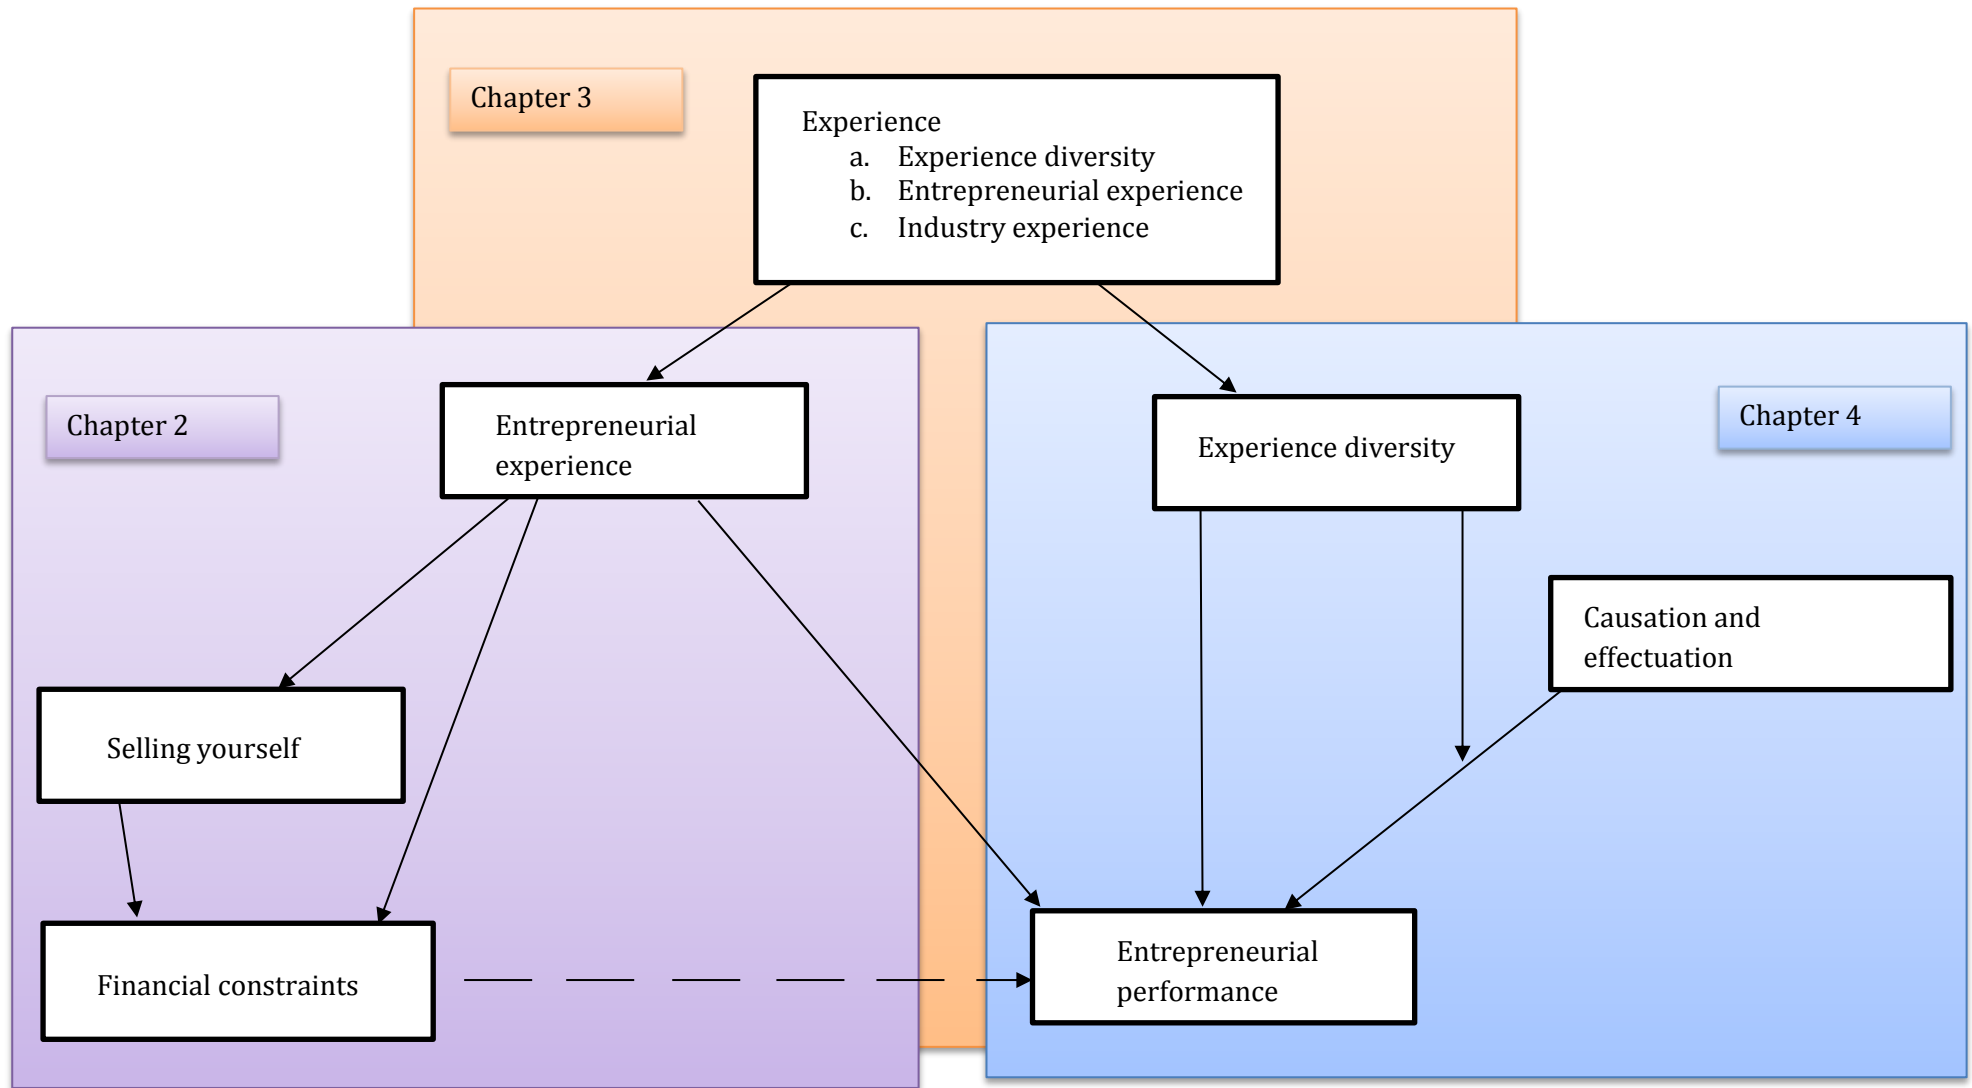 Chapter 3
Experience
a. Experience diversity
b. Entrepreneurial experience
c. Industry experience
Chapter 2
Entrepreneurial
experience
Experience diversity
Chapter 4
Causation and
effectuation
Selling yourself
Financial constraints
Entrepreneurial
performance